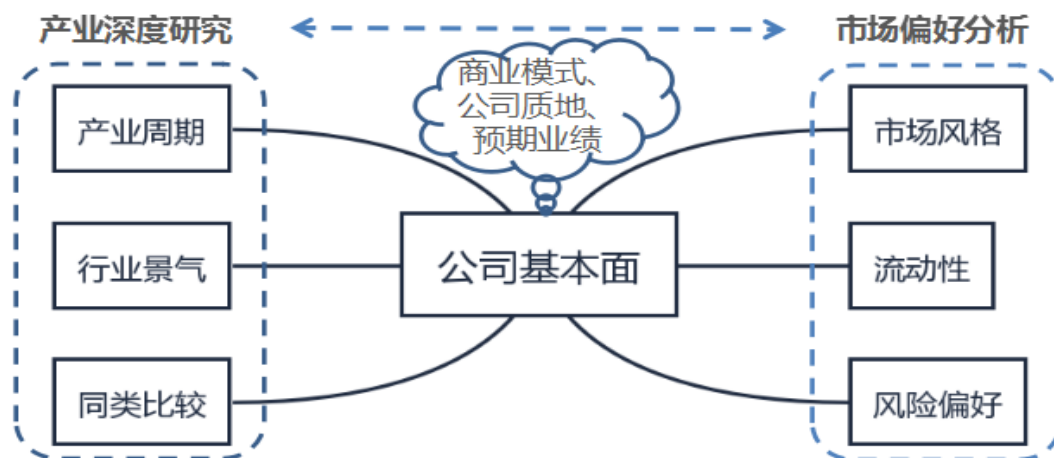 产业深度研究
市场偏好分析
商业模式、
公司质地、
预期业绩
产业周期
市场风格
公司基本面
行业景气
流动性
同类比较
风险偏好